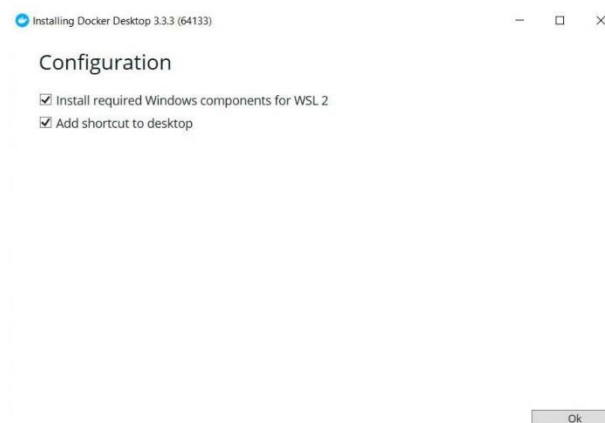 Installing Docker Desktop 3.3.3 (64133)
Configuration
Install required Windows components for WSL 2
Add shortcut to desktop
Ok